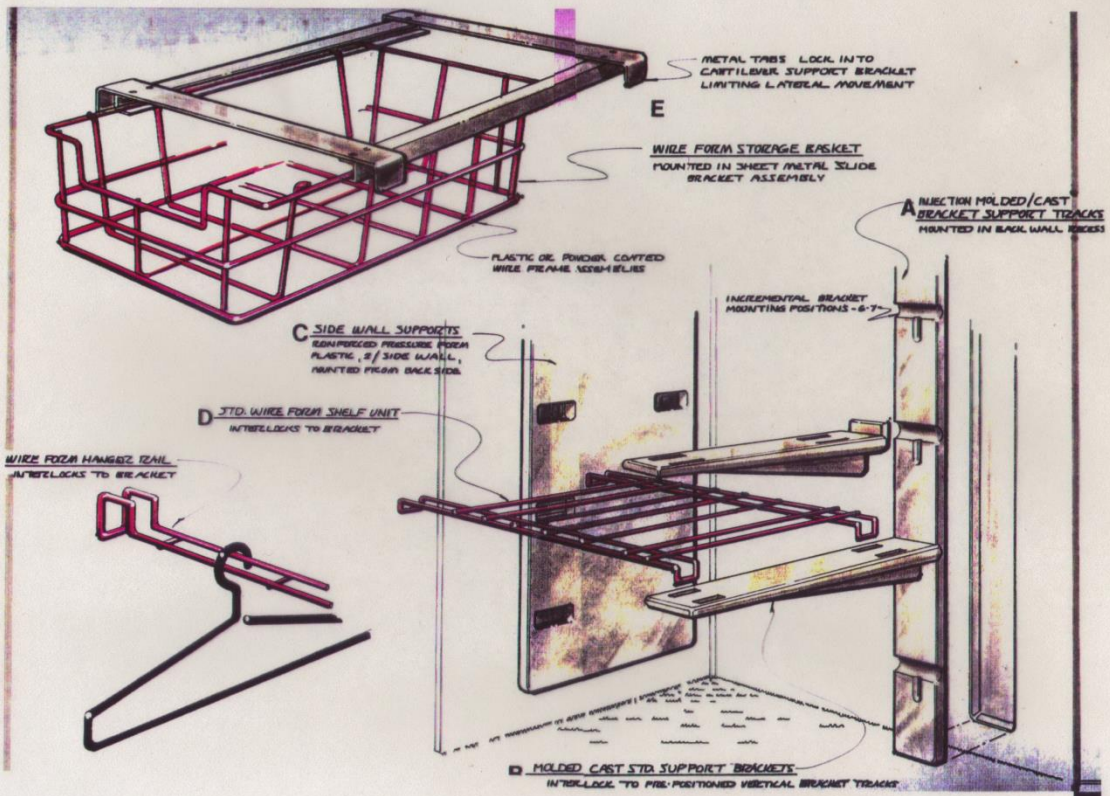 METAL TABS LOCK INTO
CANTILEVER SUPPORT BRACKET
LIMITING LATERAL MOVEMENT
E
WIRE FORM STORAGE BASKET
MOUNTED IN SHEET METAL SLIDE
BRACKET ASSEMBLY
A INJECTION MOLDED/CAST
BRACKET SUPPORT TRACKS
MOUNTED IN BACK WALL RECESS
PLASTIC OR POWDER COATED
WIRE FRAME ASSEMBLIES
INCREMENTAL BRACKET
MOUNTING POSITIONS - 6-7
C SIDE WALL SUPPORTS
REINFORCED PRESSURE FORM
PLASTIC, 2/SIDE WALL,
MOUNTED FROM BACK SIDE
D STD. WIRE FORM SHELF UNIT
INTERLOCKS TO BRACKET
WIRE FORM HANGER RAIL
INTERLOCKS TO BRACKET
B MOLDED CAST STD. SUPPORT BRACKETS
INTERLOCK TO PRE-POSITIONED VERTICAL BRACKET TRACKS